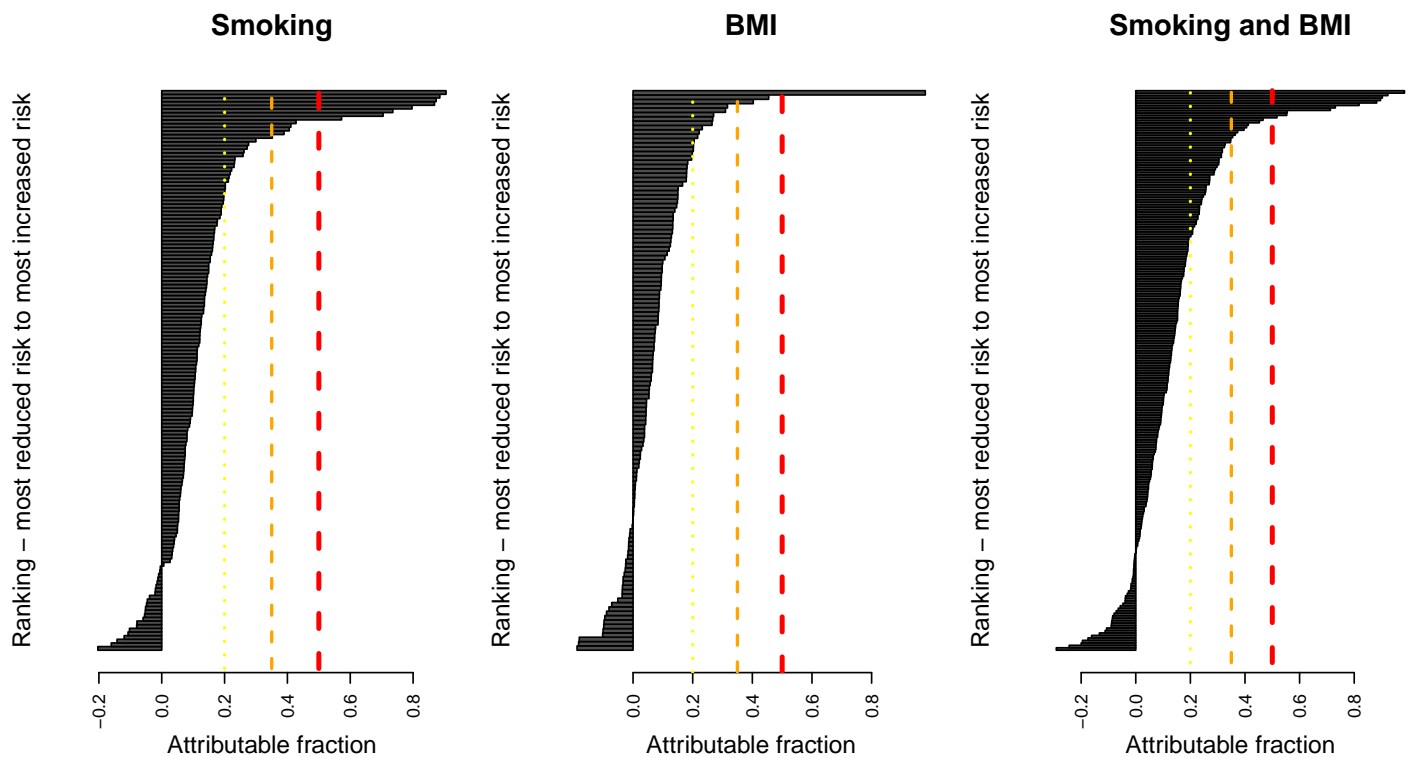 Smoking
BMI
Smoking and BMI
Ranking – most reduced risk to most increased risk
−0.2
0.0
0.2
0.4
0.6
0.8
Attributable fraction
Ranking – most reduced risk to most increased risk
0.0
0.2
0.4
0.6
0.8
Attributable fraction
Ranking – most reduced risk to most increased risk
−0.2
0.0
0.2
0.4
0.6
0.8
Attributable fraction